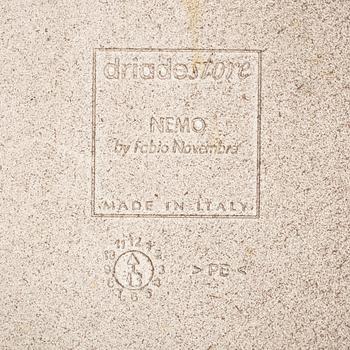 driadestore
NEMO
by Fabio Novembre
MADE IN ITALY
> PE <